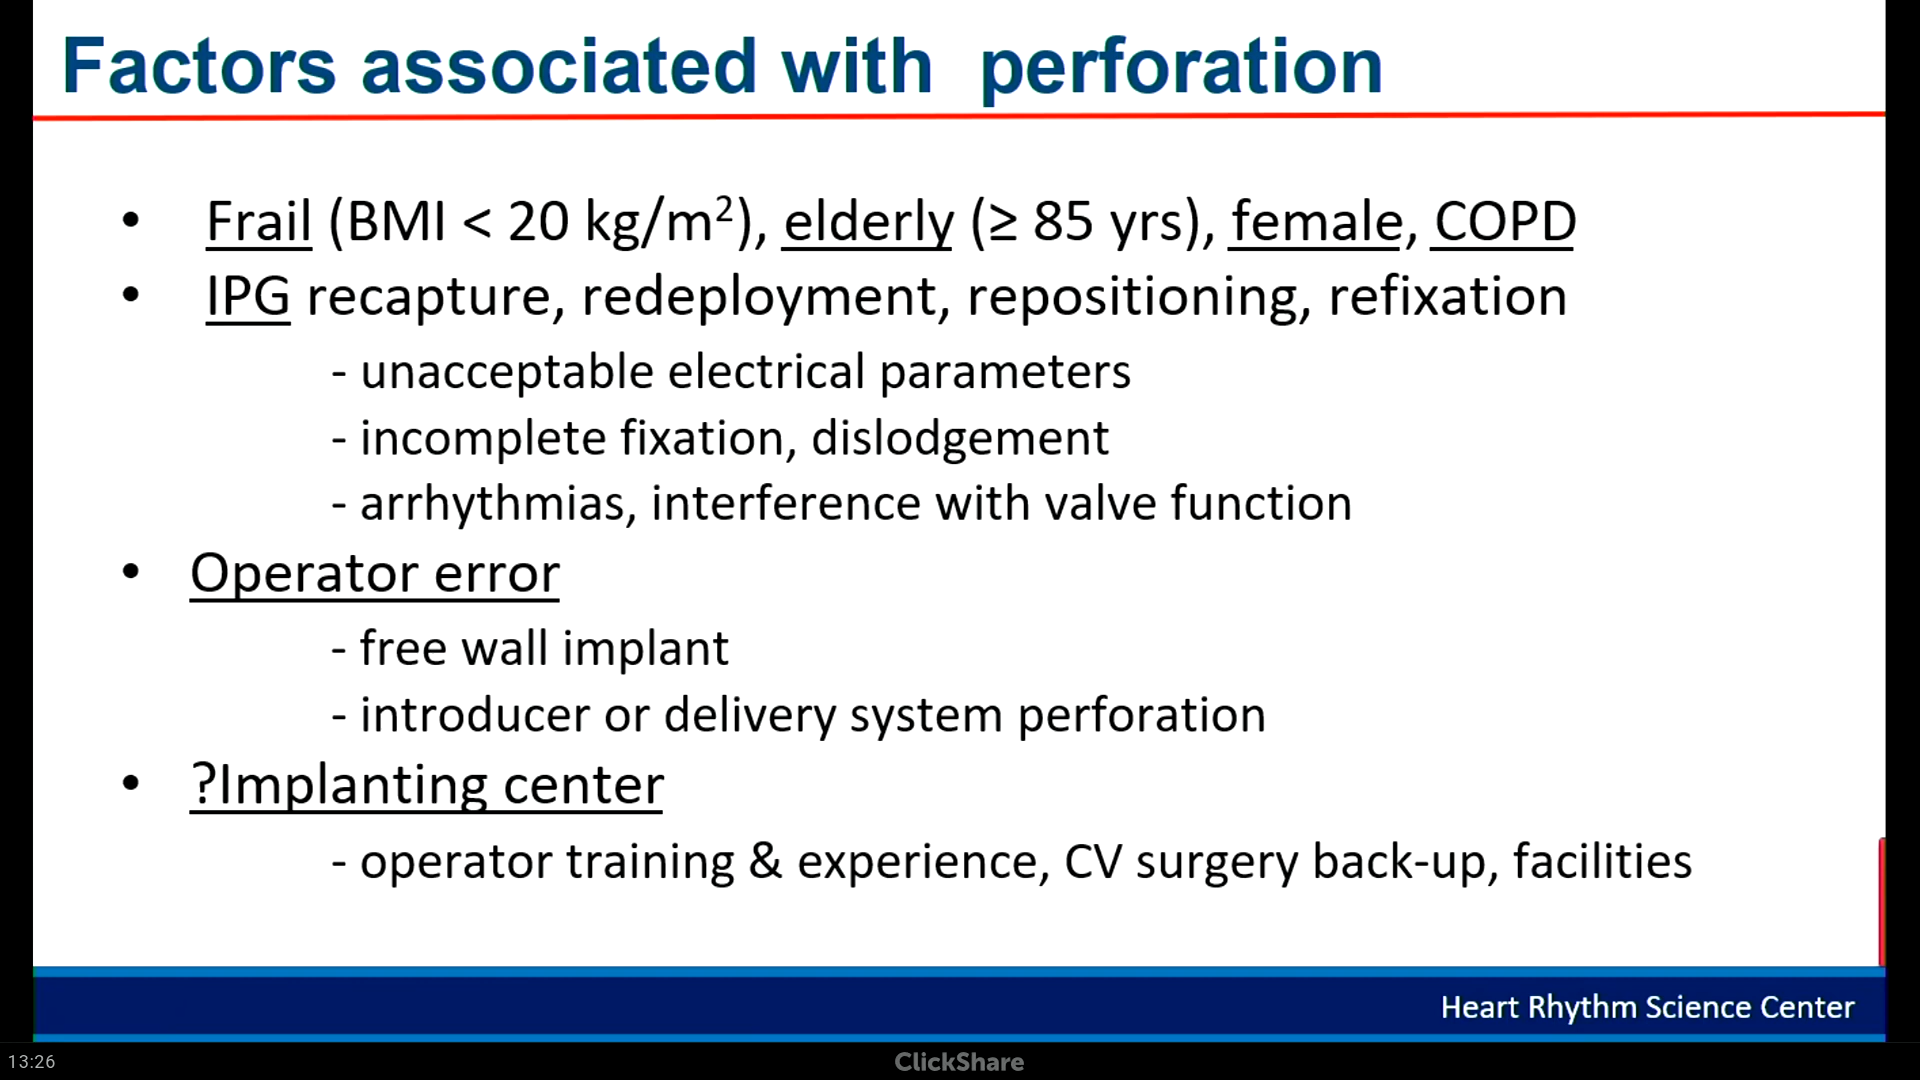 Factors associated with  perforation
• Frail (BMI < 20 kg/m²), elderly (≥ 85 yrs), female, COPD
• IPG recapture, redeployment, repositioning, refixation
- unacceptable electrical parameters
- incomplete fixation, dislodgement
- arrhythmias, interference with valve function
• Operator error
- free wall implant
- introducer or delivery system perforation
• ?Implanting center
- operator training & experience, CV surgery back-up, facilities
Heart Rhythm Science Center
13:26
ClickShare